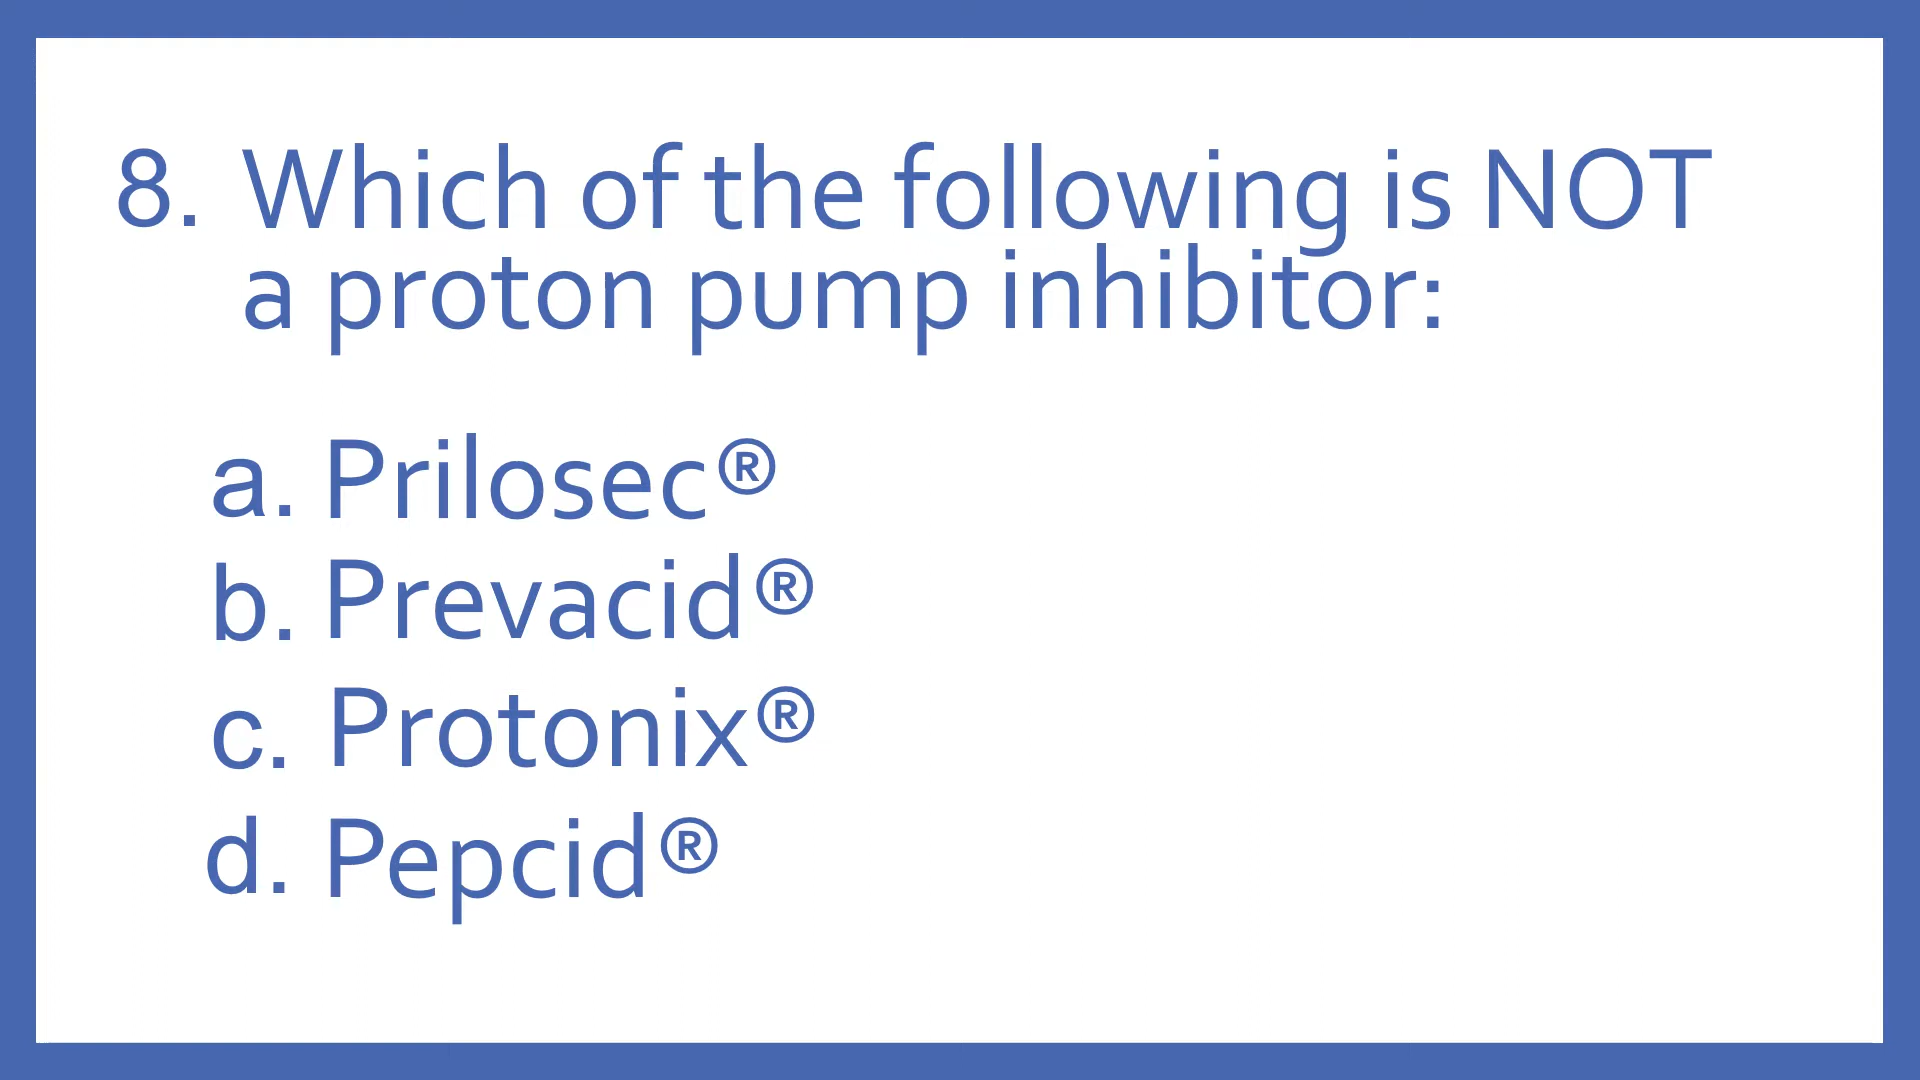 8. Which of the following is NOT
a proton pump inhibitor:
a. Prilosec®
b. Prevacid®
c. Protonix®
d. Pepcid®